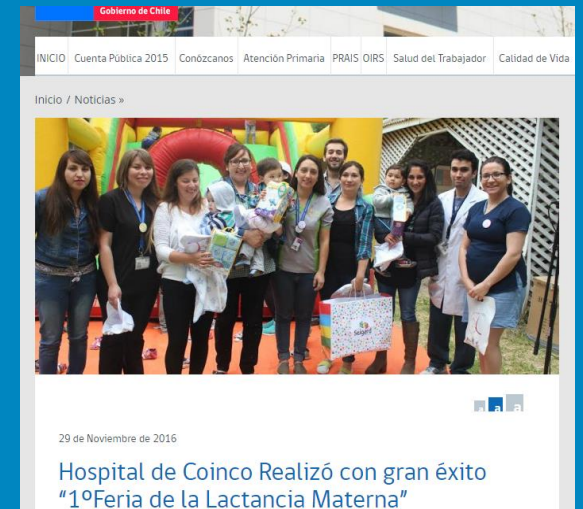 Gobierno de Chile
INICIO Cuenta Pública 2015 Conózcanos Atención Primaria PRAIS OIRS Salud del Trabajador Calidad de Vida
Inicio / Noticias »
a a a
29 de Noviembre de 2016
Hospital de Coinco Realizó con gran éxito
“1ºFeria de la Lactancia Materna”